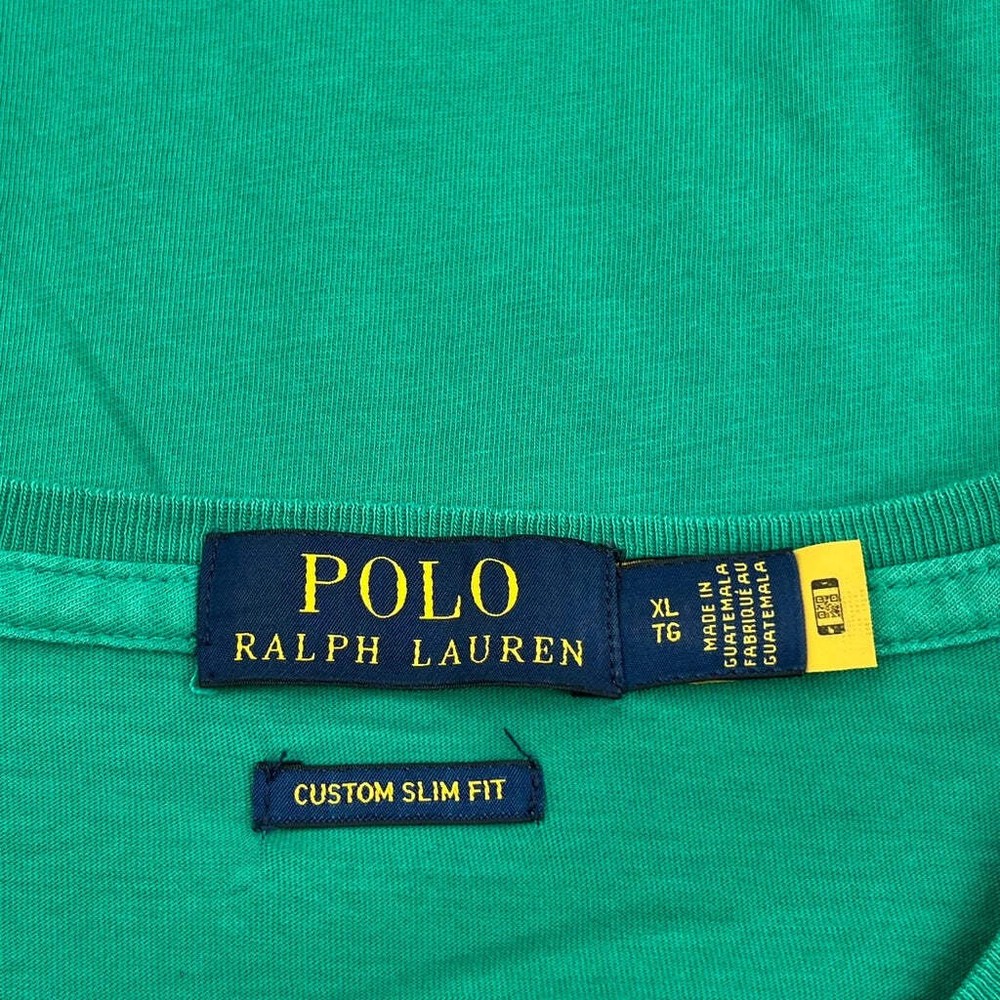 POLO
RALPH LAUREN
XL
TG
MADE IN
GUATEMALA
FABRIQUÉ AU
GUATEMALA
CUSTOM SLIM FIT